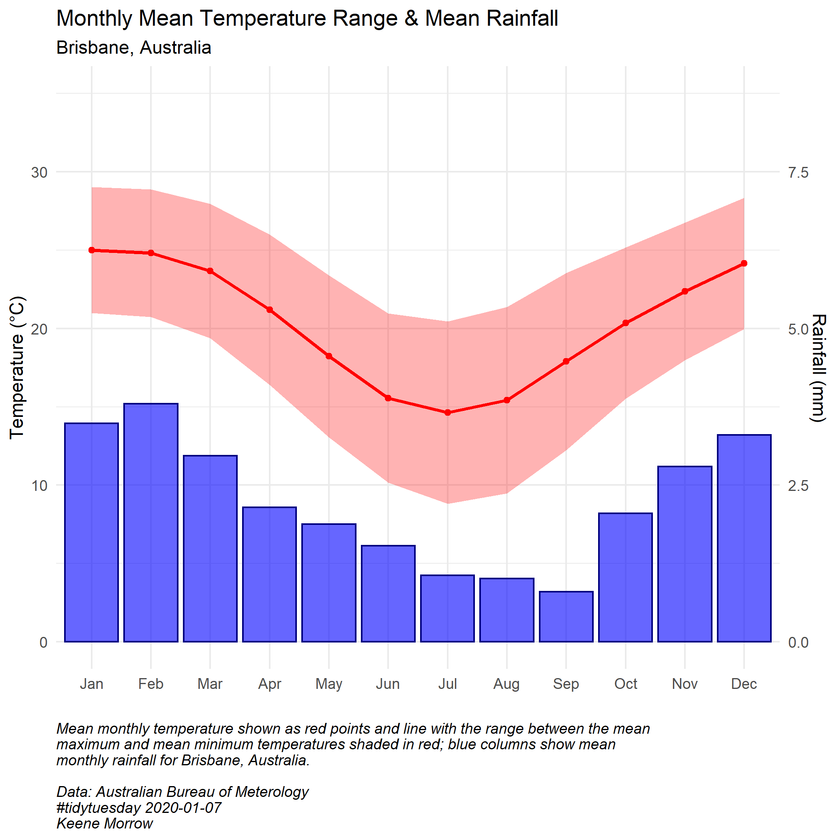 Monthly Mean Temperature Range & Mean Rainfall
Brisbane, Australia
Temperature (°C)
30
20
10
0
7.5
5.0
2.5
0.0
Rainfall (mm)
Jan Feb Mar Apr May Jun Jul Aug Sep Oct Nov Dec
Mean monthly temperature shown as red points and line with the range between the mean
maximum and mean minimum temperatures shaded in red; blue columns show mean
monthly rainfall for Brisbane, Australia.
Data: Australian Bureau of Meterology
#tidytuesday 2020-01-07
Keene Morrow